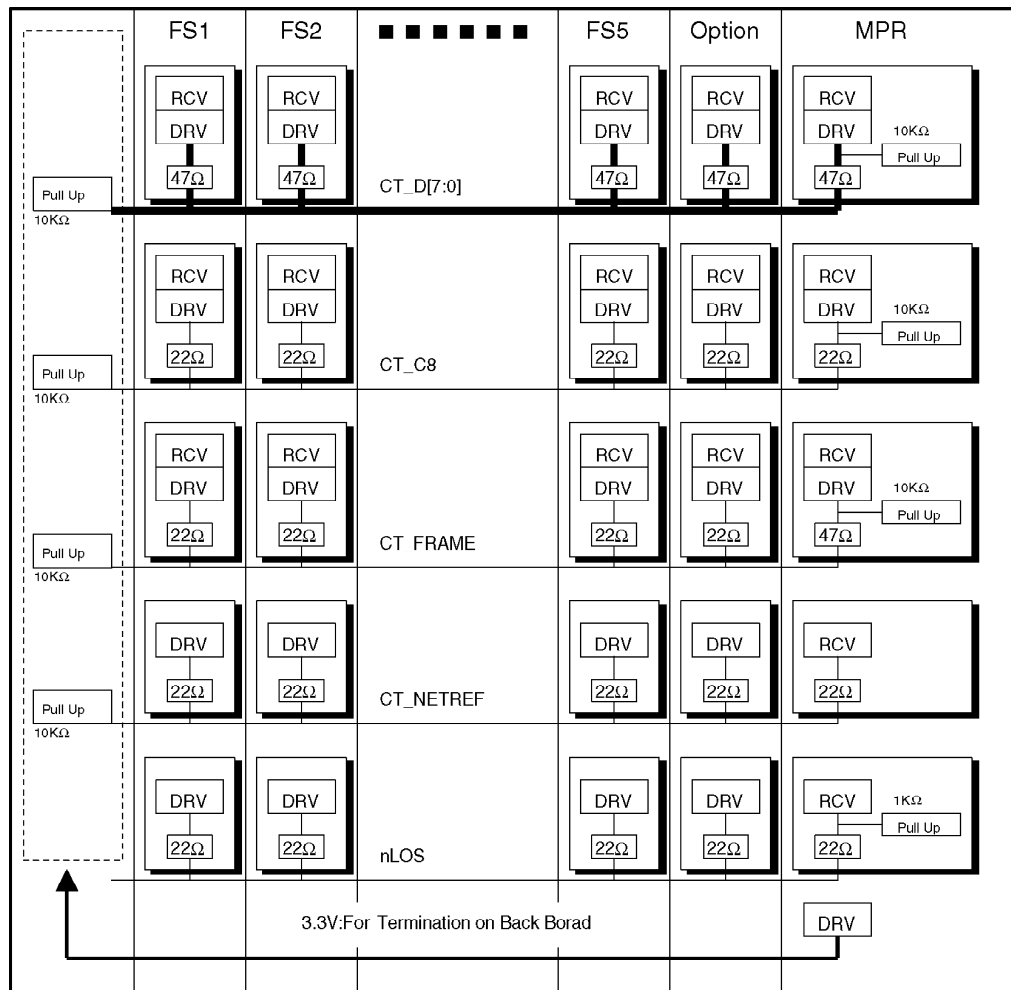 FS1 FS2 FS5 Option MPR
RCV RCV RCV RCV RCV
DRV DRV DRV DRV DRV 10KΩ
Pull Up
47Ω 47Ω CT_D[7:0] 47Ω 47Ω 47Ω
Pull Up
10KΩ
RCV RCV RCV RCV RCV
DRV DRV DRV DRV DRV 10KΩ
Pull Up
22Ω 22Ω CT_C8 22Ω 22Ω 22Ω
Pull Up
10KΩ
RCV RCV RCV RCV RCV
DRV DRV DRV DRV DRV 10KΩ
Pull Up
22Ω 22Ω CT FRAME 22Ω 22Ω 47Ω
Pull Up
10KΩ
DRV DRV DRV DRV RCV
22Ω 22Ω CT_NETREF 22Ω 22Ω 22Ω
Pull Up
10KΩ
DRV DRV DRV DRV RCV 1KΩ
Pull Up
22Ω 22Ω nLOS 22Ω 22Ω 22Ω
3.3V:For Termination on Back Borad DRV